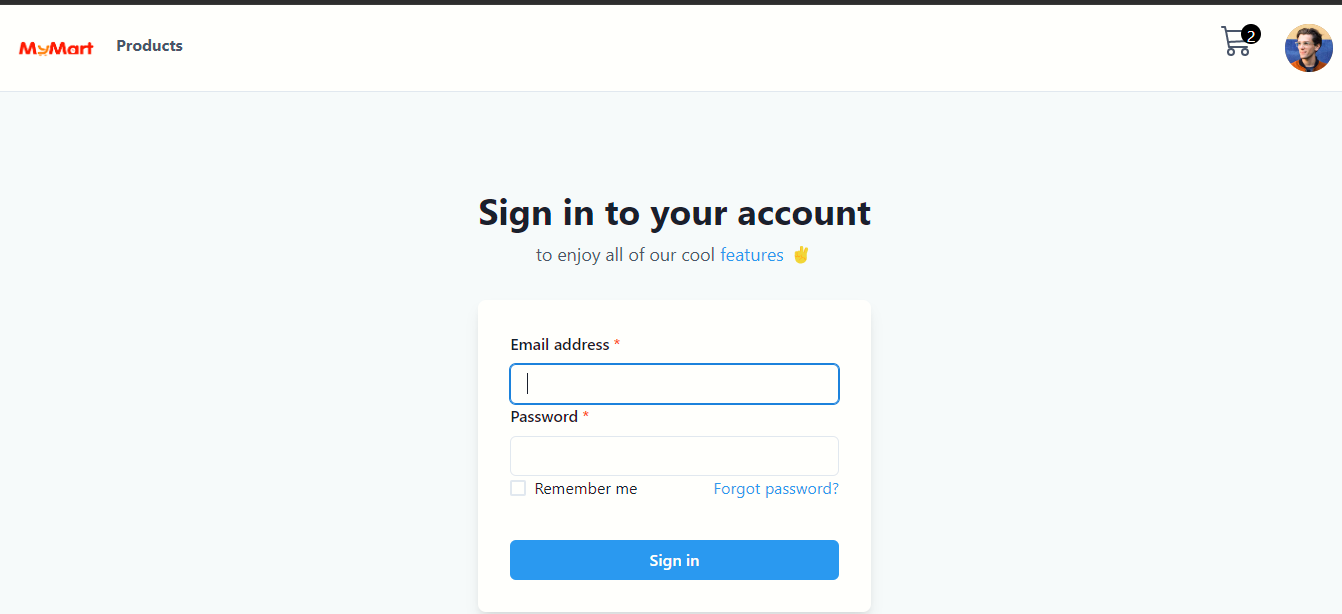 MyMart Products 2
Sign in to your account
to enjoy all of our cool features ✌
Email address *
Password *
Remember me Forgot password?
Sign in